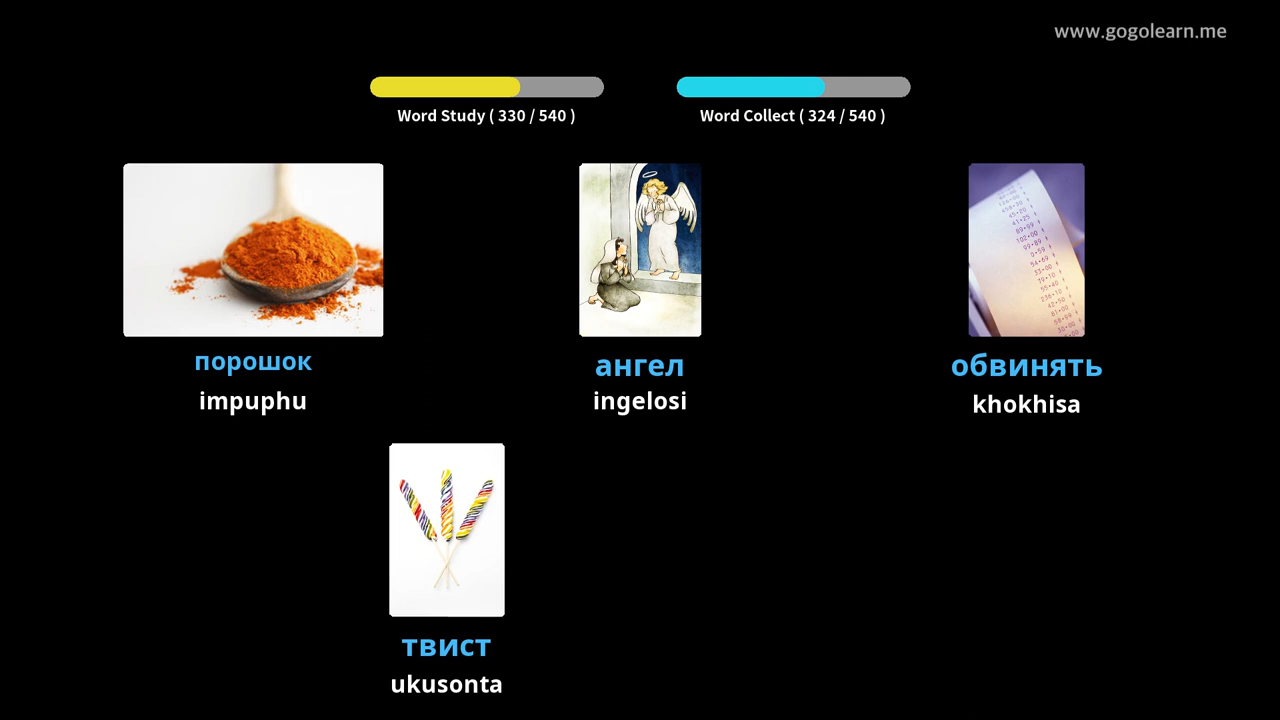 www.gogolearn.me
Word Study ( 330 / 540 )
Word Collect ( 324 / 540 )
порошок
impuphu
ангел
ingelosi
обвинять
khokhisa
твист
ukusonta